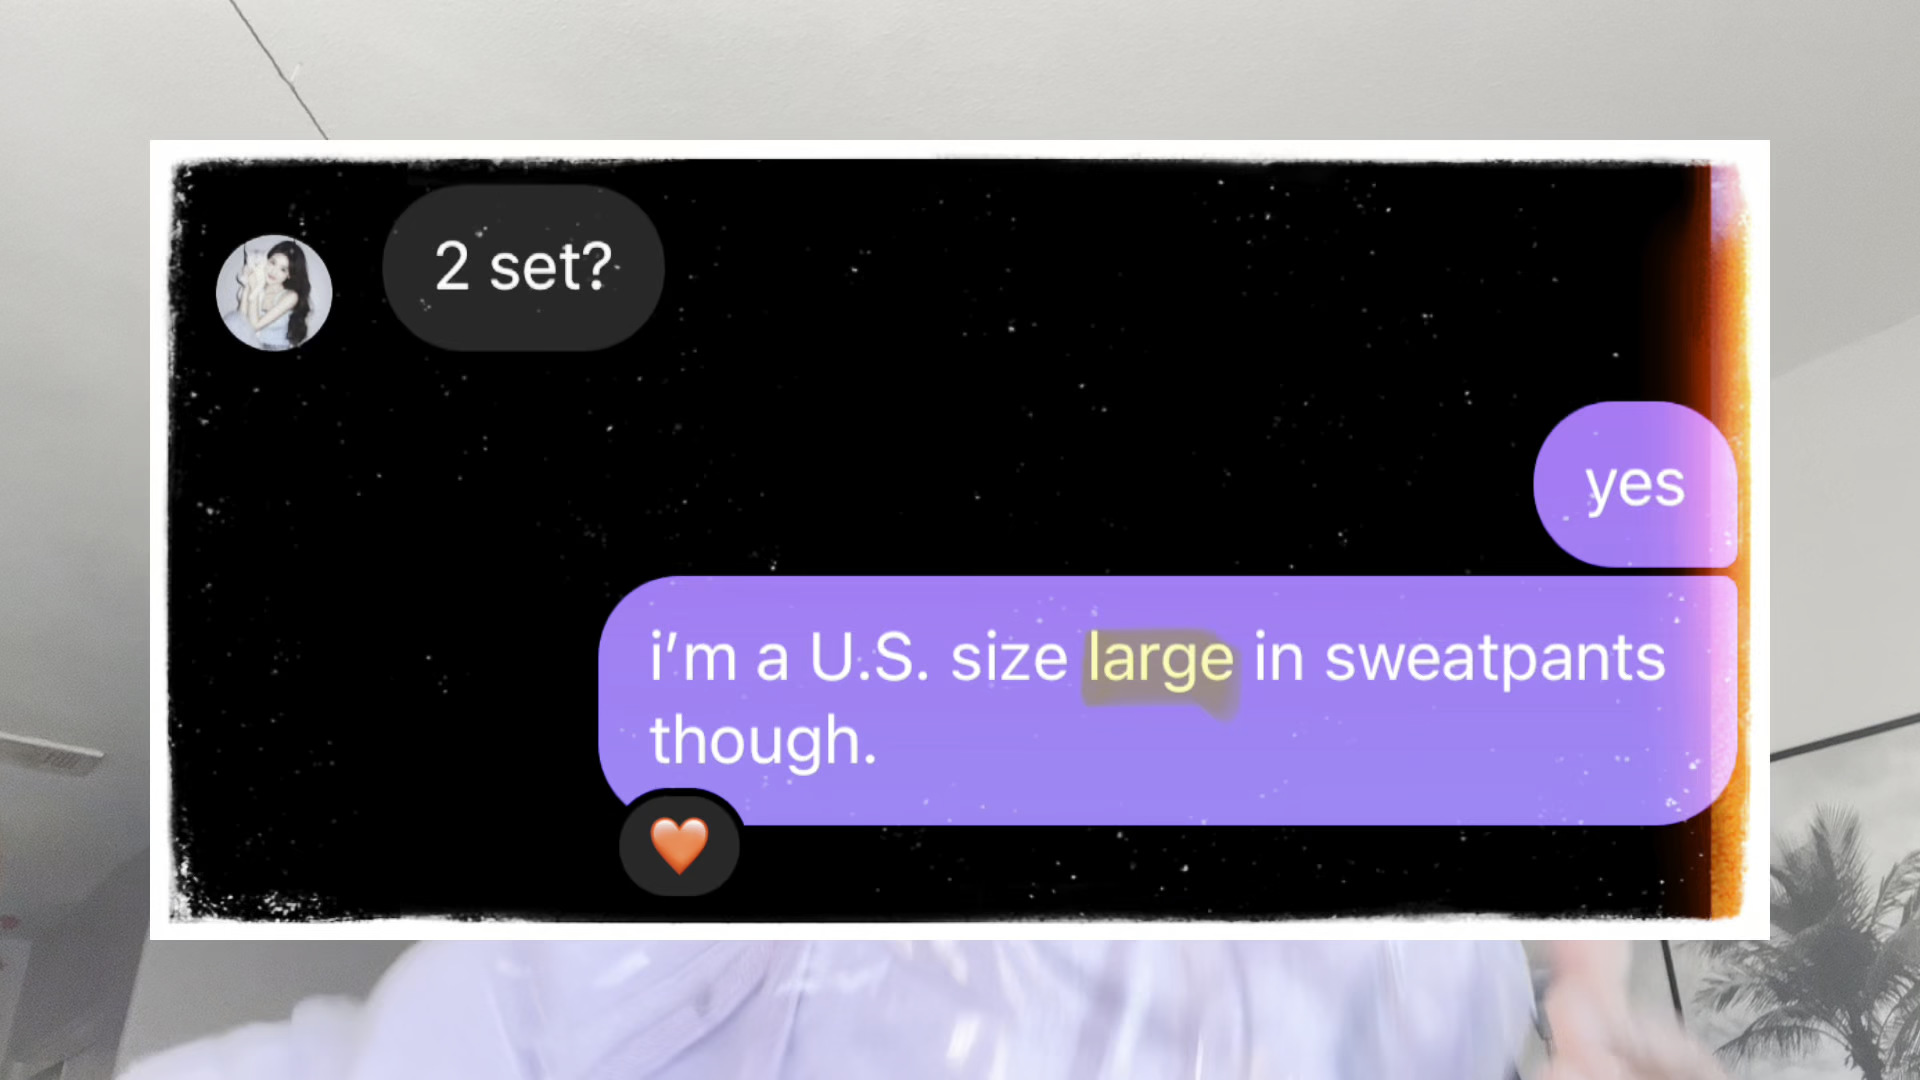 2 set?
yes
i’m a U.S. size large in sweatpants
though.